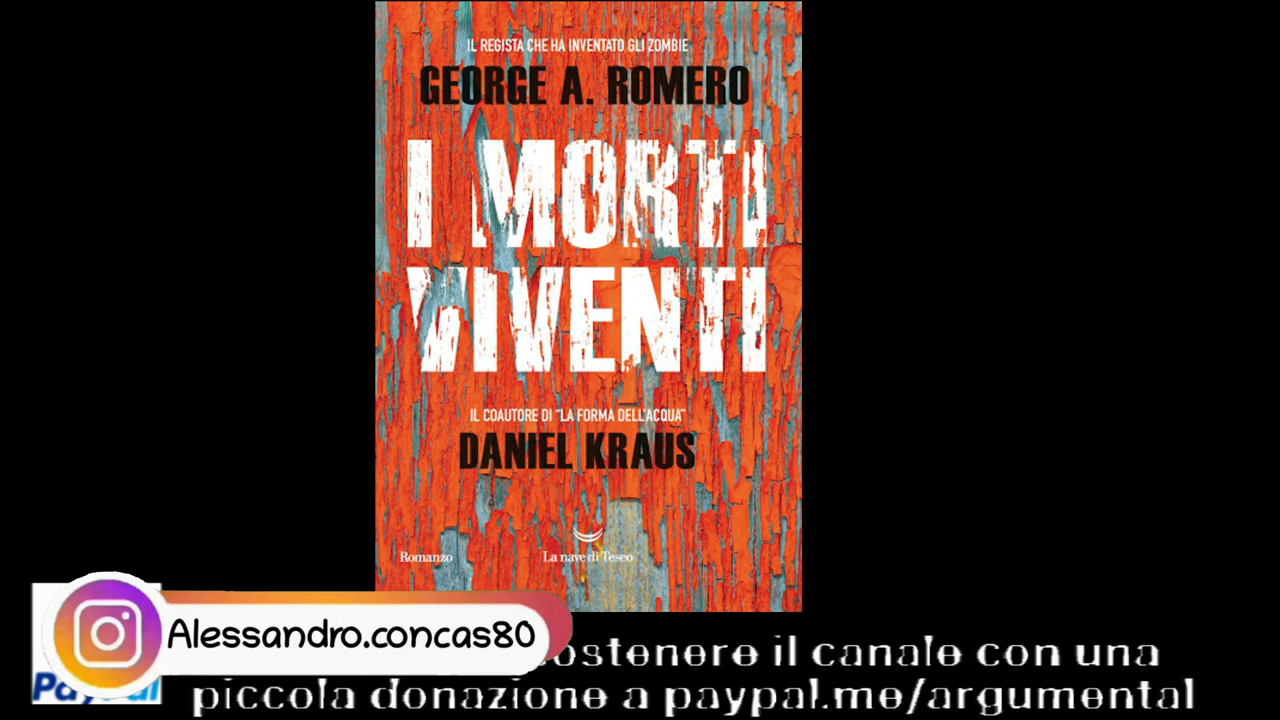 IL REGISTA CHE HA INVENTATO GLI ZOMBIE
GEORGE A. ROMERO
I MORTI
VIVENTI
IL COAUTORE DI "LA FORMA DELL'ACQUA"
DANIEL KRAUS
Romanzo
La nave di Teseo
Alessandro.concas80
sostenere il canale con una
piccola donazione a paypal.me/argumental
PayPal